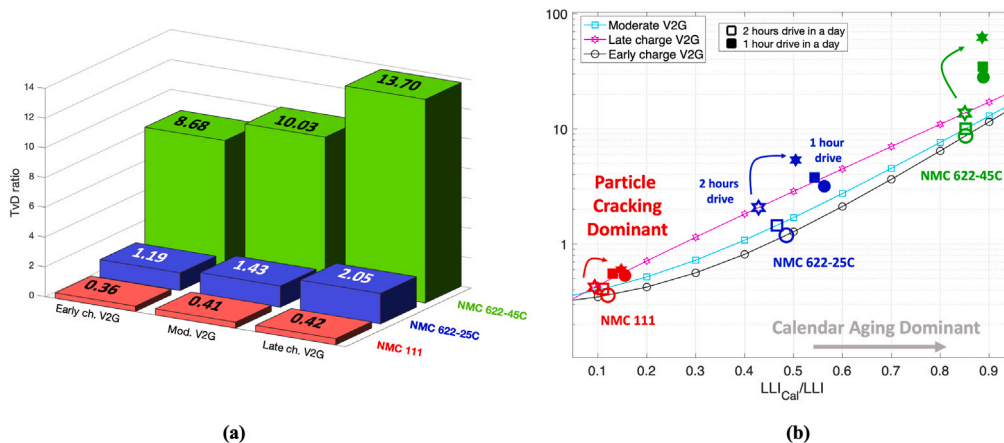 14
12
10
8
6
4
2
0
TvD ratio
8.68
10.03
13.70
1.19
1.43
2.05
0.36
0.41
0.42
Early ch. V2G
Mod. V2G
Late ch. V2G
NMC 622-45C
NMC 622-25C
NMC 111
(a)
100
10
1
Moderate V2G
Late charge V2G
Early charge V2G
2 hours drive in a day
1 hour drive in a day
Particle
Cracking
Dominant
2 hours
drive
1 hour
drive
NMC 622-45C
NMC 622-25C
NMC 111
Calendar Aging Dominant
0.1 0.2 0.3 0.4 0.5 0.6 0.7 0.8 0.9
LLI_Cal/LLI
(b)